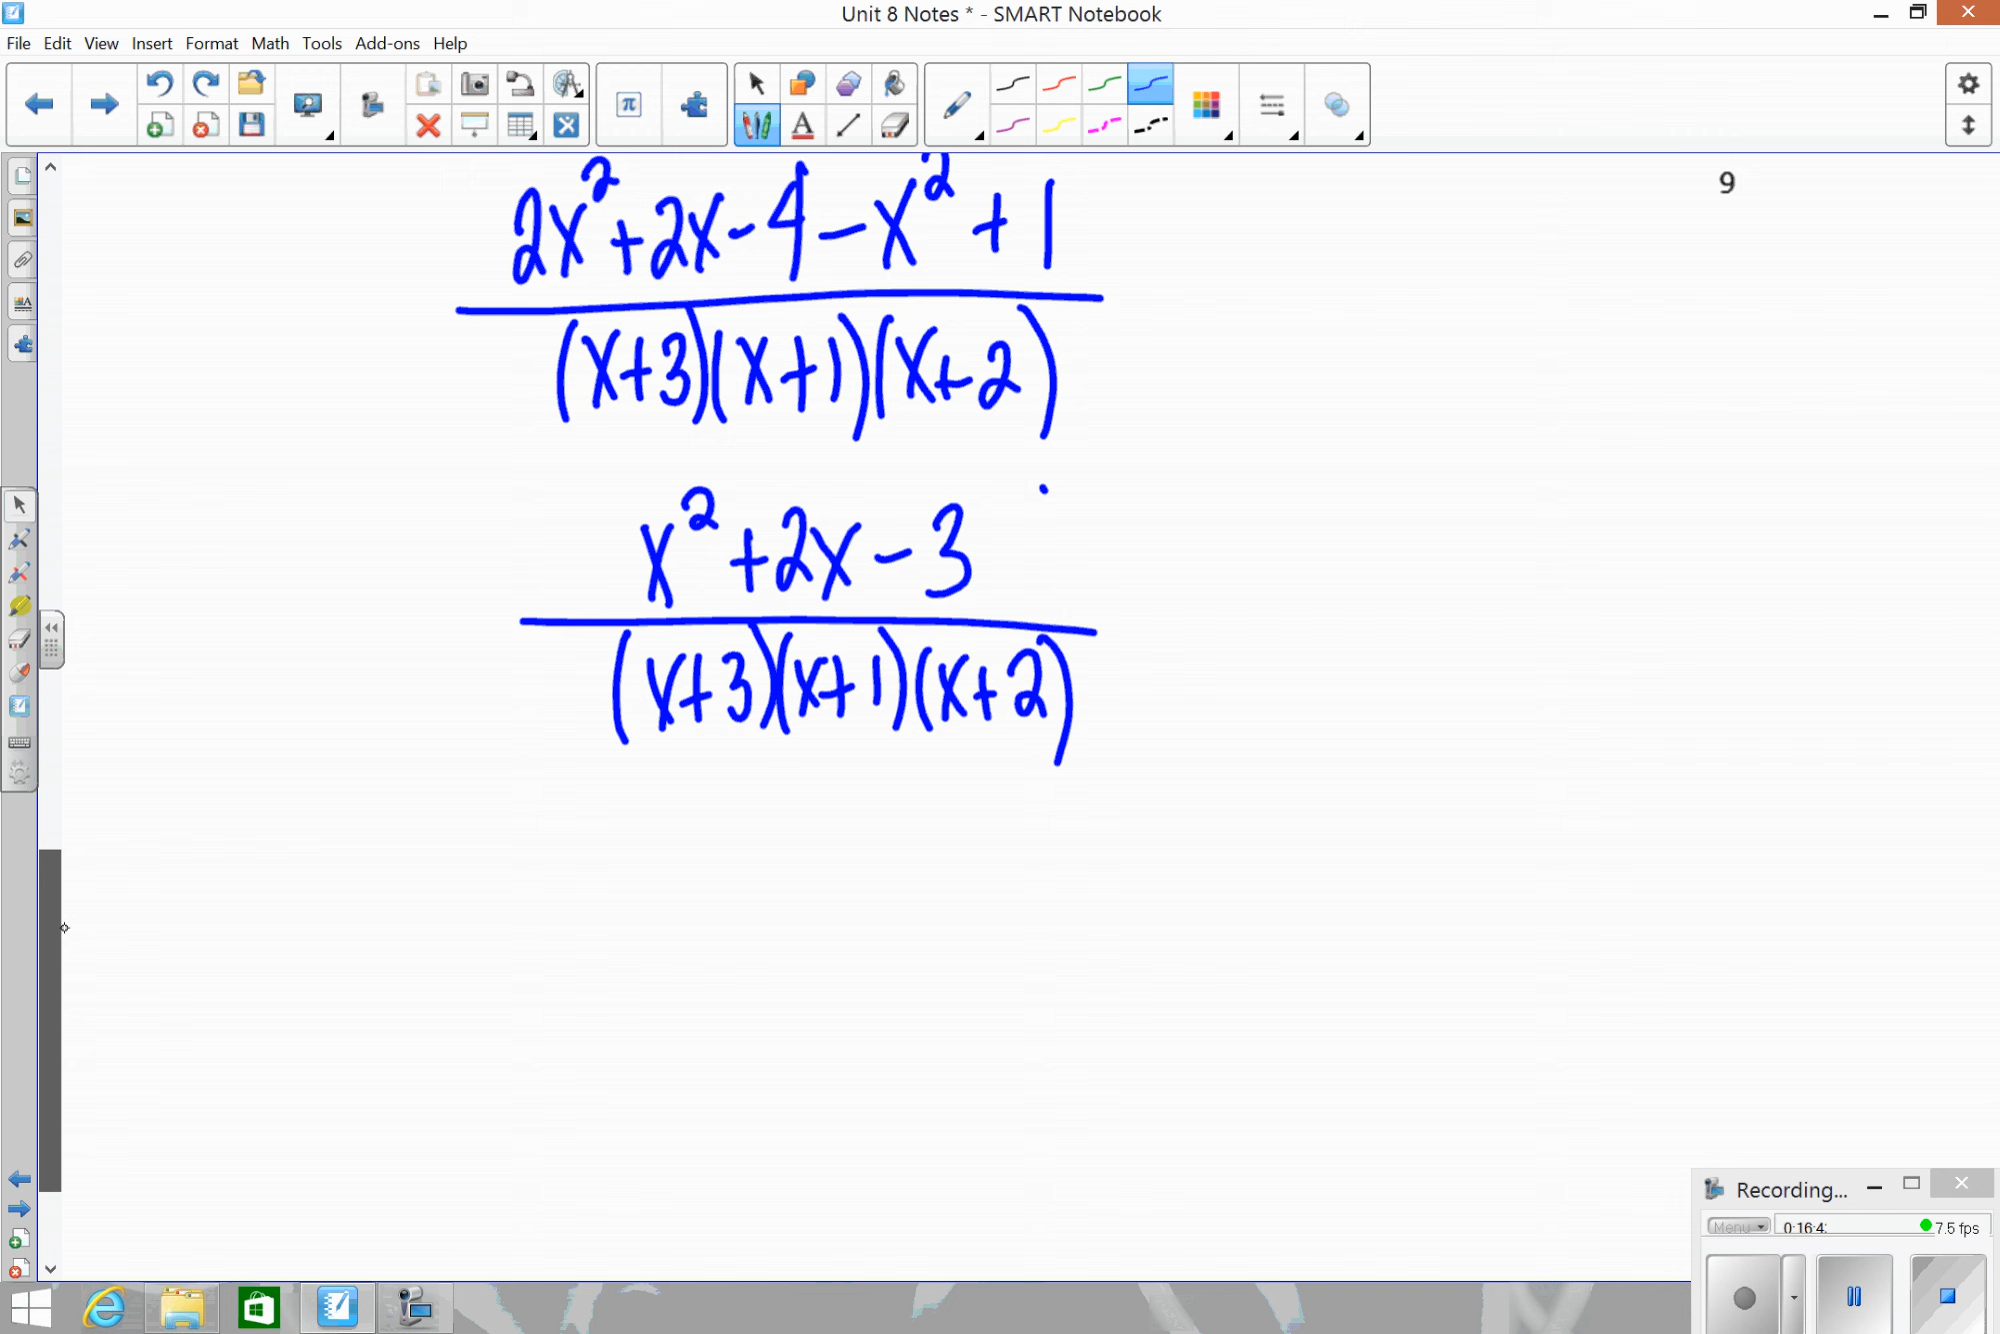 Unit 8 Notes * - SMART Notebook
File Edit View Insert Format Math Tools Add-ons Help
9
2x² + 2x - 4 - x² + 1
(x+3)(x+1)(x+2)
x² + 2x - 3
(x+3)(x+1)(x+2)
Recording...
Menu 0:16:4: 7.5 fps